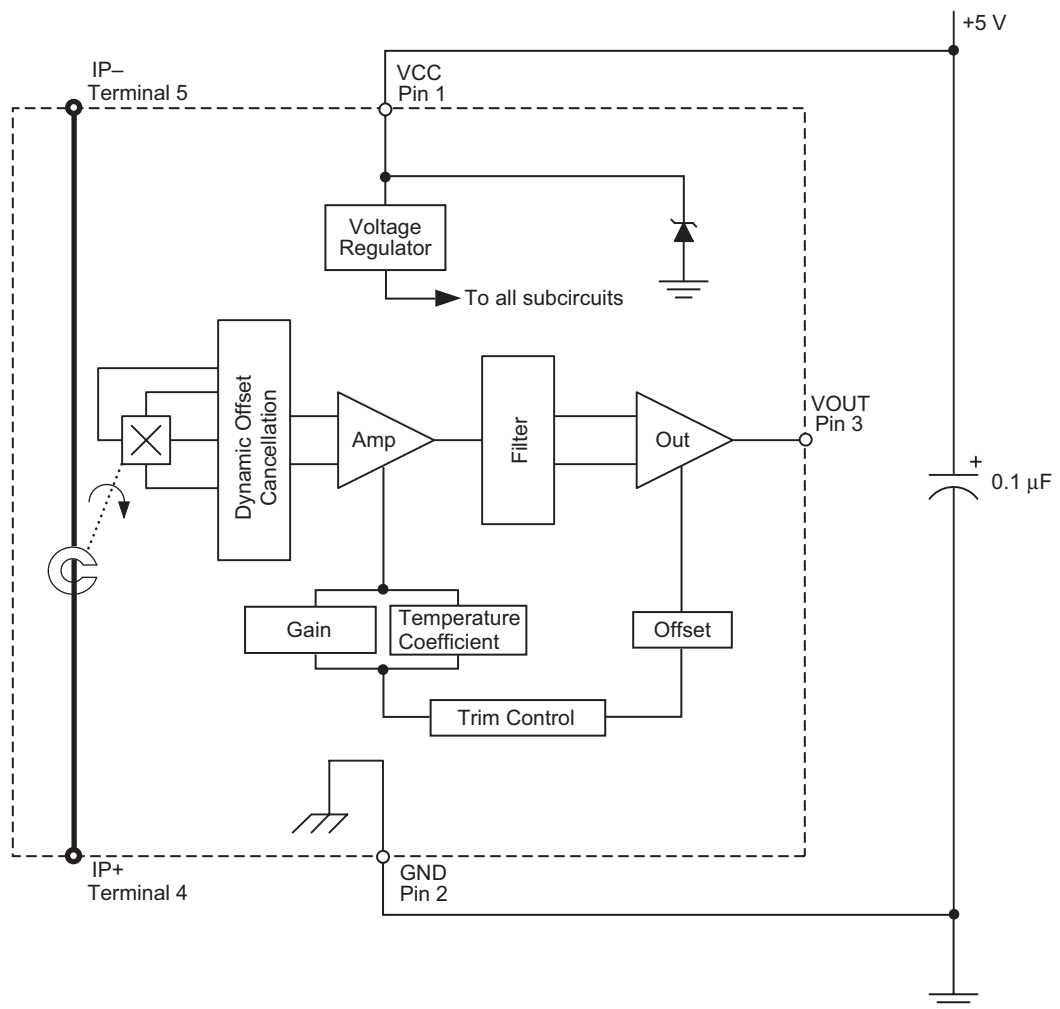 +5 V
IP–
Terminal 5
VCC
Pin 1
Voltage
Regulator
To all subcircuits
Dynamic Offset
Cancellation
Amp
Filter
Out
VOUT
Pin 3
+
0.1 μF
Gain
Temperature
Coefficient
Offset
Trim Control
IP+
Terminal 4
GND
Pin 2